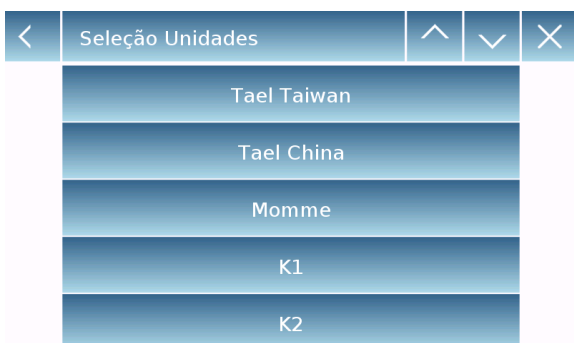 Seleção Unidades
Tael Taiwan
Tael China
Momme
K1
K2